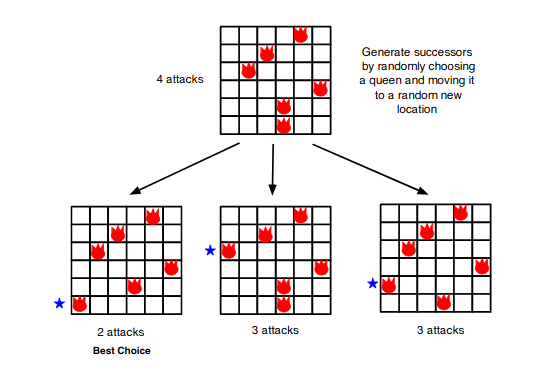 Generate successors
by randomly choosing
a queen and moving it
to a random new
location
4 attacks
2 attacks
3 attacks
3 attacks
Best Choice